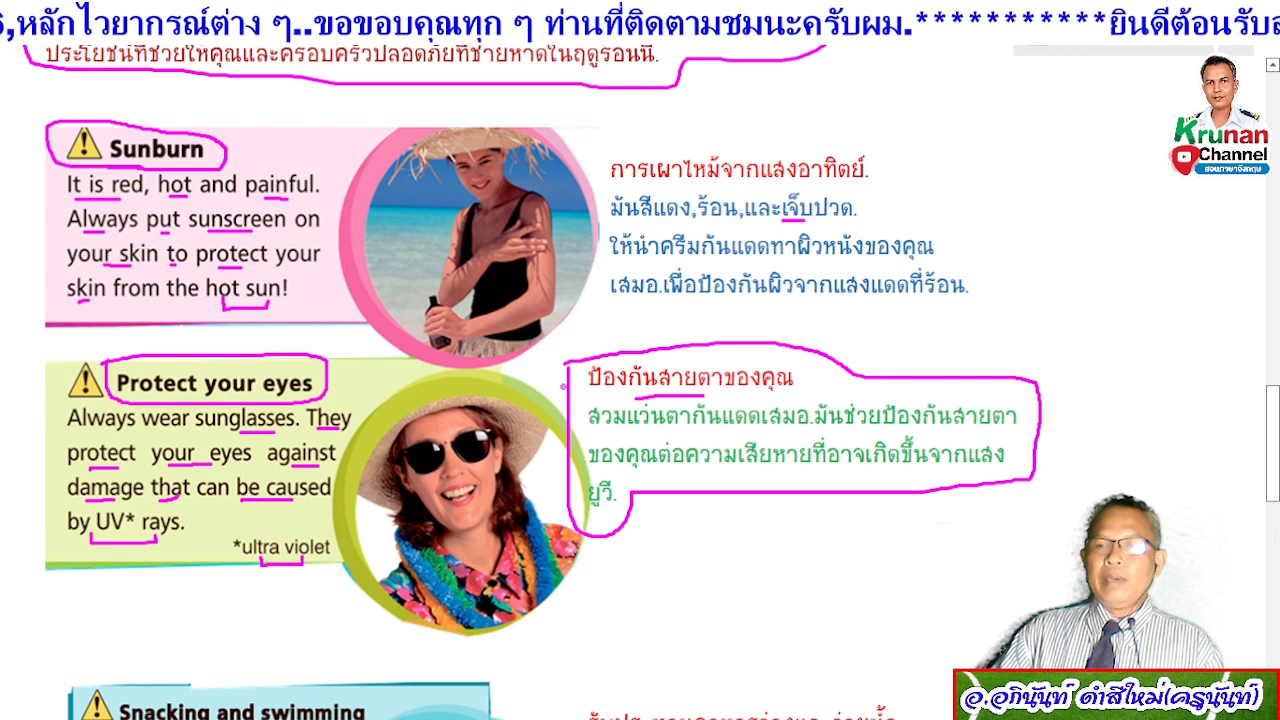 ,หลักไวยากรณ์ต่าง ๆ..ขอขอบคุณทุก ๆ ท่านที่ติดตามชมนะครับผม.***********ยินดีต้อนรับ
ประโยชน์ที่ช่วยให้คุณและครอบครัวปลอดภัยที่ชายหาดในฤดูร้อนนี้.
Krunan
Channel
สอนภาษาอังกฤษ
Sunburn
It is red, hot and painful.
Always put sunscreen on
your skin to protect your
skin from the hot sun!
การเผาไหม้จากแสงอาทิตย์.
มันสีแดง,ร้อน,และเจ็บปวด.
ให้นำครีมกันแดดทาผิวหนังของคุณ
เสมอ.เพื่อป้องกันผิวจากแสงแดดที่ร้อน.
Protect your eyes
Always wear sunglasses. They
protect your eyes against
damage that can be caused
by UV* rays.
*ultra violet
ป้องกันสายตาของคุณ
สวมแว่นตากันแดดเสมอ.มันช่วยป้องกันสายตา
ของคุณต่อความเสียหายที่อาจเกิดขึ้นจากแสง
ยูวี.
Snacking and swimming
อ.อภินันท์ ดำสีใหม่(ครูนันท์)